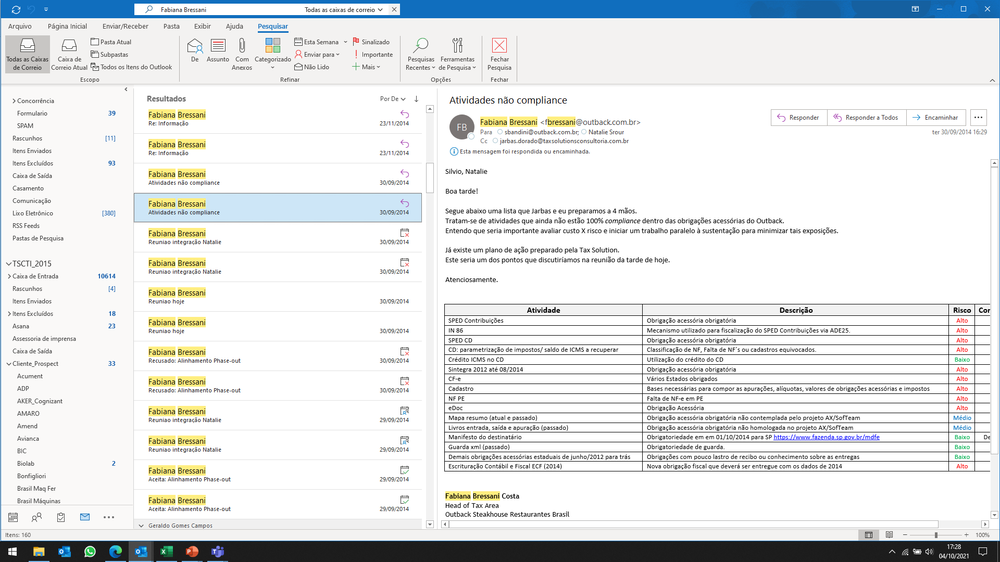 Fabiana Bressani
Todas as caixas de correio
Arquivo
Página Inicial
Enviar/Receber
Pasta
Exibir
Ajuda
Pesquisar
Todas as Caixas
de Correio
Caixa de
Correio Atual
Pasta Atual
Subpastas
Todos os Itens do Outlook
Escopo
De
Assunto
Com
Anexos
Categorizado
Esta Semana
Enviar para
Não Lido
Sinalizado
Importante
Mais
Refinar
Pesquisas
Recentes
Ferramentas
de Pesquisa
Opções
Fechar
Pesquisa
Fechar
Concorrência
Formulario 39
SPAM
Rascunhos [11]
Itens Enviados
Itens Excluídos 93
Caixa de Saída
Casamento
Comunicação
Lixo Eletrônico [380]
RSS Feeds
Pastas de Pesquisa
TSCTI_2015
Caixa de Entrada 10614
Rascunhos [4]
Itens Enviados
Itens Excluídos 18
Asana 23
Assessoria de imprensa
Caixa de Saída
Cliente_Prospect 33
Acument
ADP
AKER_Cognizant
AMARO
Amend
Avianca
BIC
Biolab 2
Bonfigliori
Brasil Maq Fer
Brasil Máquinas
Resultados
Por De
Fabiana Bressani
Re: Informação 23/11/2014
Fabiana Bressani
Re: Informação 23/11/2014
Fabiana Bressani
Atividades não compliance 30/09/2014
Fabiana Bressani
Atividades não compliance 30/09/2014
Fabiana Bressani
Reuniao integração Natalie 30/09/2014
Fabiana Bressani
Reuniao integração Natalie 30/09/2014
Fabiana Bressani
Reuniao hoje 30/09/2014
Fabiana Bressani
Reuniao hoje 30/09/2014
Fabiana Bressani
Recusado: Alinhamento Phase-out 30/09/2014
Fabiana Bressani
Recusado: Alinhamento Phase-out 30/09/2014
Fabiana Bressani
Reuniao integração Natalie 29/09/2014
Fabiana Bressani
Reuniao integração Natalie 29/09/2014
Fabiana Bressani
Aceita: Alinhamento Phase-out 29/09/2014
Fabiana Bressani
Aceita: Alinhamento Phase-out 29/09/2014
Geraldo Gomes Campos
Atividades não compliance
FB
Fabiana Bressani <fbressani@outback.com.br>
Para sbandini@outback.com.br; Natalie Srour
Cc jarbas.dorado@taxsolutionsconsultoria.com.br
Esta mensagem foi respondida ou encaminhada.
Responder
Responder a Todos
Encaminhar
ter 30/09/2014 16:29
Silvio, Natalie
Boa tarde!
Segue abaixo uma lista que Jarbas e eu preparamos a 4 mãos.
Tratam-se de atividades que ainda não estão 100% compliance dentro das obrigações acessórias do Outback.
Entendo que seria importante avaliar custo X risco e iniciar um trabalho paralelo à sustentação para minimizar tais exposições.
Já existe um plano de ação preparado pela Tax Solution.
Este seria um dos pontos que discutiríamos na reunião da tarde de hoje.
Atenciosamente.
Atividade Descrição Risco Cor
SPED Contribuições Obrigação acessória obrigatória Alto
IN 86 Mecanismo utilizado para fiscalização do SPED Contribuições via ADE25. Alto
SPED CD Obrigação acessória obrigatória Alto
CD: parametrização de impostos/ saldo de ICMS a recuperar Classificação de NF, Falta de NF´s ou cadastros equivocados. Alto
Crédito ICMS no CD Utilização do crédito do CD Baixo
Sintegra 2012 até 08/2014 Obrigação acessória obrigatória Alto
CF-e Vários Estados obrigados Alto
Cadastro Bases necessárias para compor as apurações, alíquotas, valores de obrigações acessórias e impostos Alto
NF PE Falta de NF-e em PE Alto
eDoc Obrigação Acessória Alto
Mapa resumo (atual e passado) Obrigação acessória obrigatória não contemplada pelo projeto AX/SofTeam Médio
Livros entrada, saída e apuração (passado) Obrigação acessória obrigatória não homologada no projeto AX/SofTeam Médio
Manifesto do destinatário Obrigatoriedade em em 01/10/2014 para SP https://www.fazenda.sp.gov.br/mdfe Baixo De
Guarda xml (passado) Obrigatoriedade de guarda. Baixo
Demais obrigações acessórias estaduais de junho/2012 para trás Obrigações com pouco lastro de recibo ou conhecimento sobre as entregas Baixo
Escrituração Contábil e Fiscal ECF (2014) Nova obrigação fiscal que deverá ser entregue com os dados de 2014 Alto
Fabiana Bressani Costa
Head of Tax Area
Outback Steakhouse Restaurantes Brasil
Itens: 160
100%
17:28
04/10/2021